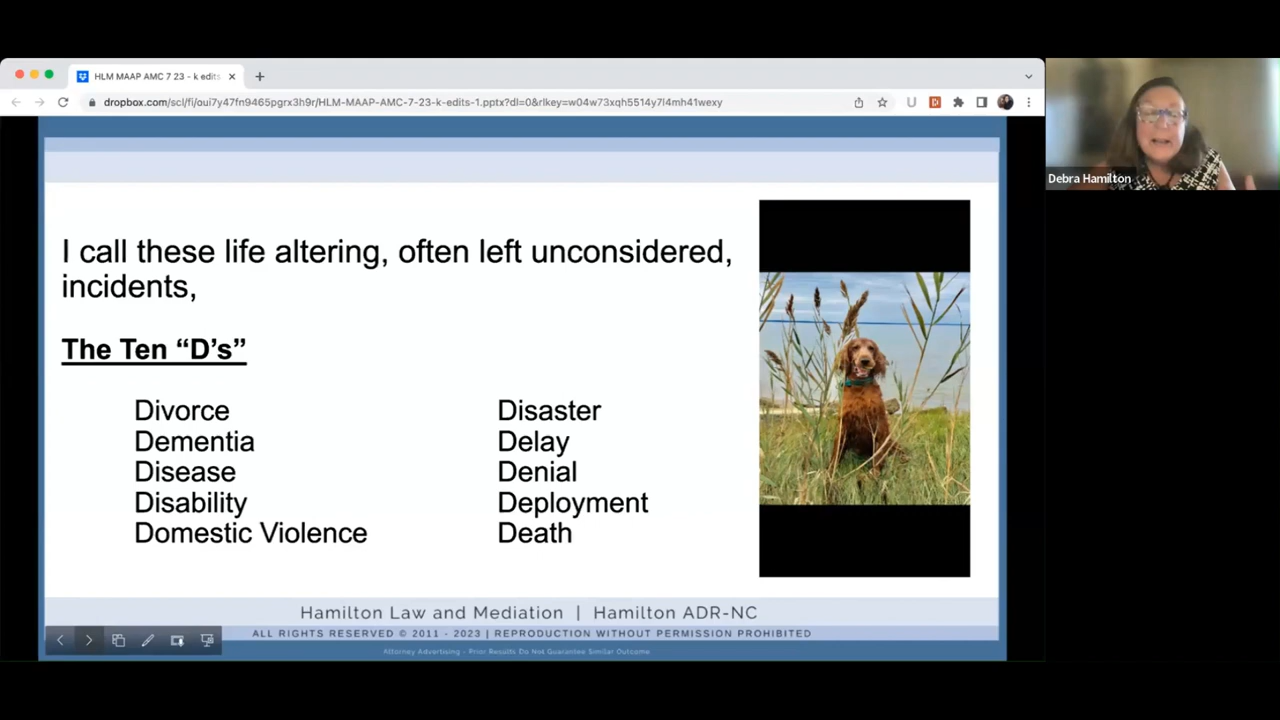 HLM MAAP AMC 7 23 - k edits
dropbox.com/scl/fi/oui7y47fn9465pgrx3h9r/HLM-MAAP-AMC-7-23-k-edits-1.pptx?dl=0&rlkey=w04w73xqh5514y7l4mh41wexy
Debra Hamilton
I call these life altering, often left unconsidered,
incidents,
The Ten “D’s”
Divorce
Dementia
Disease
Disability
Domestic Violence
Disaster
Delay
Denial
Deployment
Death
Hamilton Law and Mediation | Hamilton ADR-NC
ALL RIGHTS RESERVED © 2011 - 2023 | REPRODUCTION WITHOUT PERMISSION PROHIBITED
Attorney Advertising - Prior Results Do Not Guarantee Similar Outcome